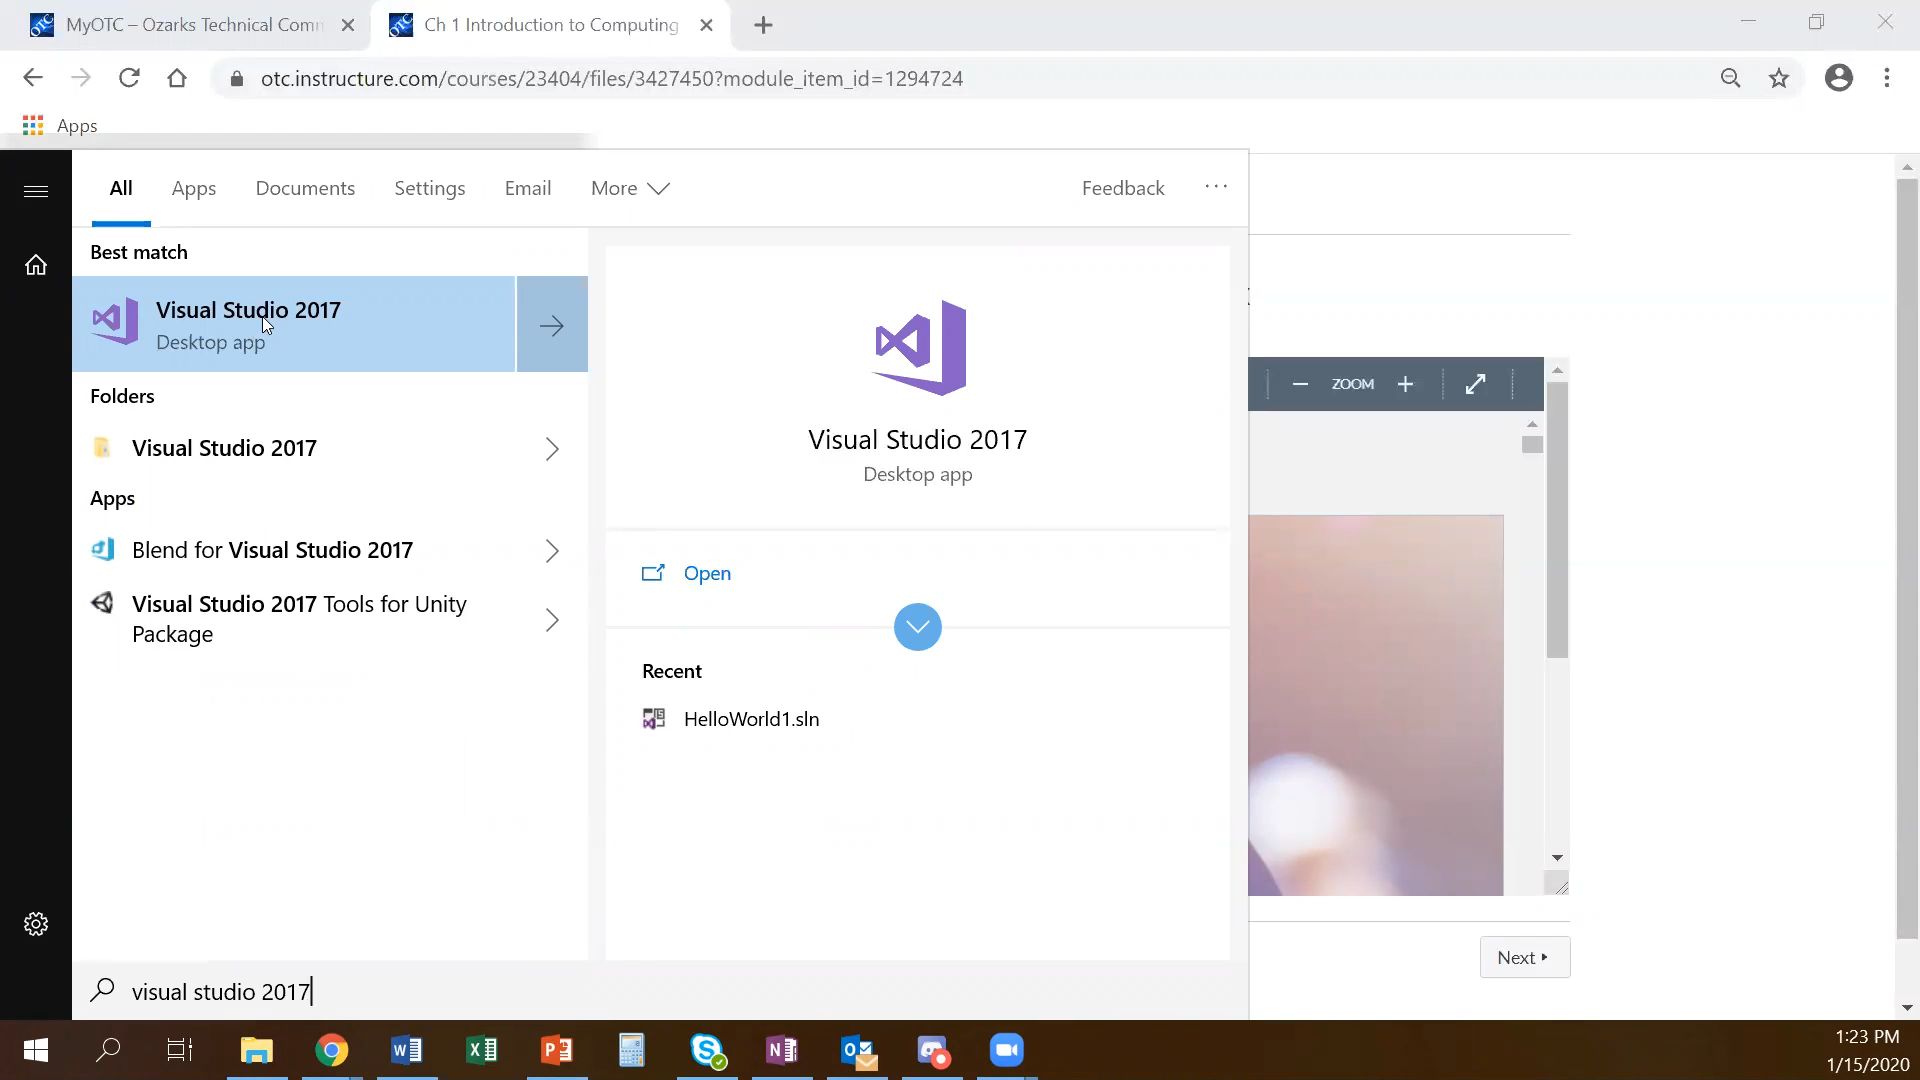 MyOTC – Ozarks Technical Comm
Ch 1 Introduction to Computing
otc.instructure.com/courses/23404/files/3427450?module_item_id=1294724
Apps
All Apps Documents Settings Email More Feedback
Best match
Visual Studio 2017
Desktop app
Folders
Visual Studio 2017
Apps
Blend for Visual Studio 2017
Visual Studio 2017 Tools for Unity
Package
Visual Studio 2017
Desktop app
Open
Recent
HelloWorld1.sln
ZOOM
Next
visual studio 2017
1:23 PM
1/15/2020